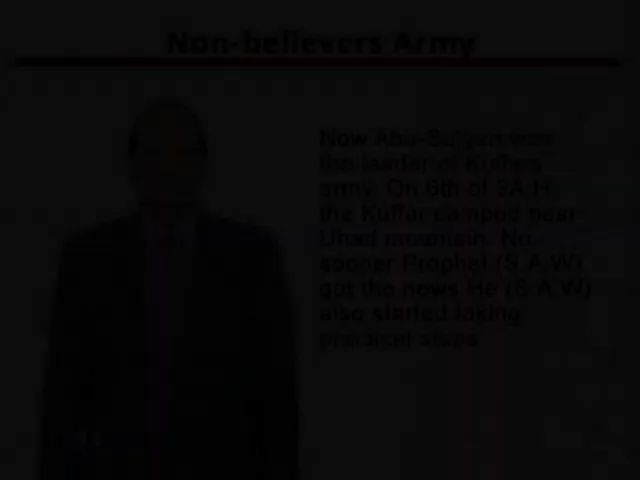 Non-believers Army
Now Abu-Sufyan was
the leader of Kuffars
army. On 6th of 3A.H
the Kuffar camped near
Uhad mountain. No
sooner Prophet (S.A.W)
got the news He (S.A.W)
also started taking
practical steps